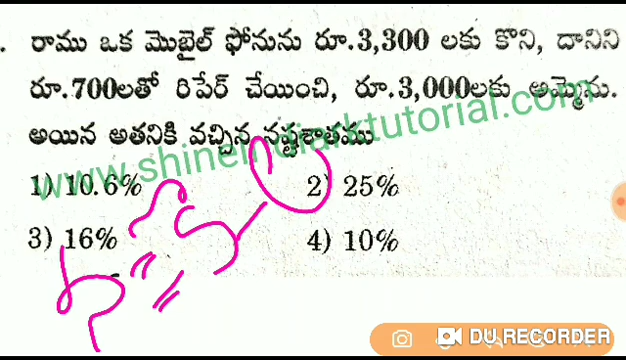 . రాము ఒక మొబైల్ ఫోనును రూ.3,300 లకు కొని, దానిని
రూ.700లతో రిపేర్ చేయించి, రూ.3,000లకు అమ్మెను.
అయిన అతనికి వచ్చిన నష్టశాతము
www.shineindiarktutorial.com
1) 10.6% 2) 25%
3) 16% 4) 10%
DU RECORDER